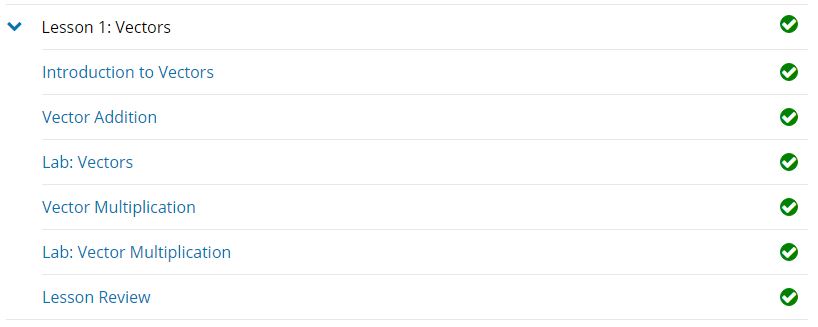 Lesson 1: Vectors
Introduction to Vectors
Vector Addition
Lab: Vectors
Vector Multiplication
Lab: Vector Multiplication
Lesson Review